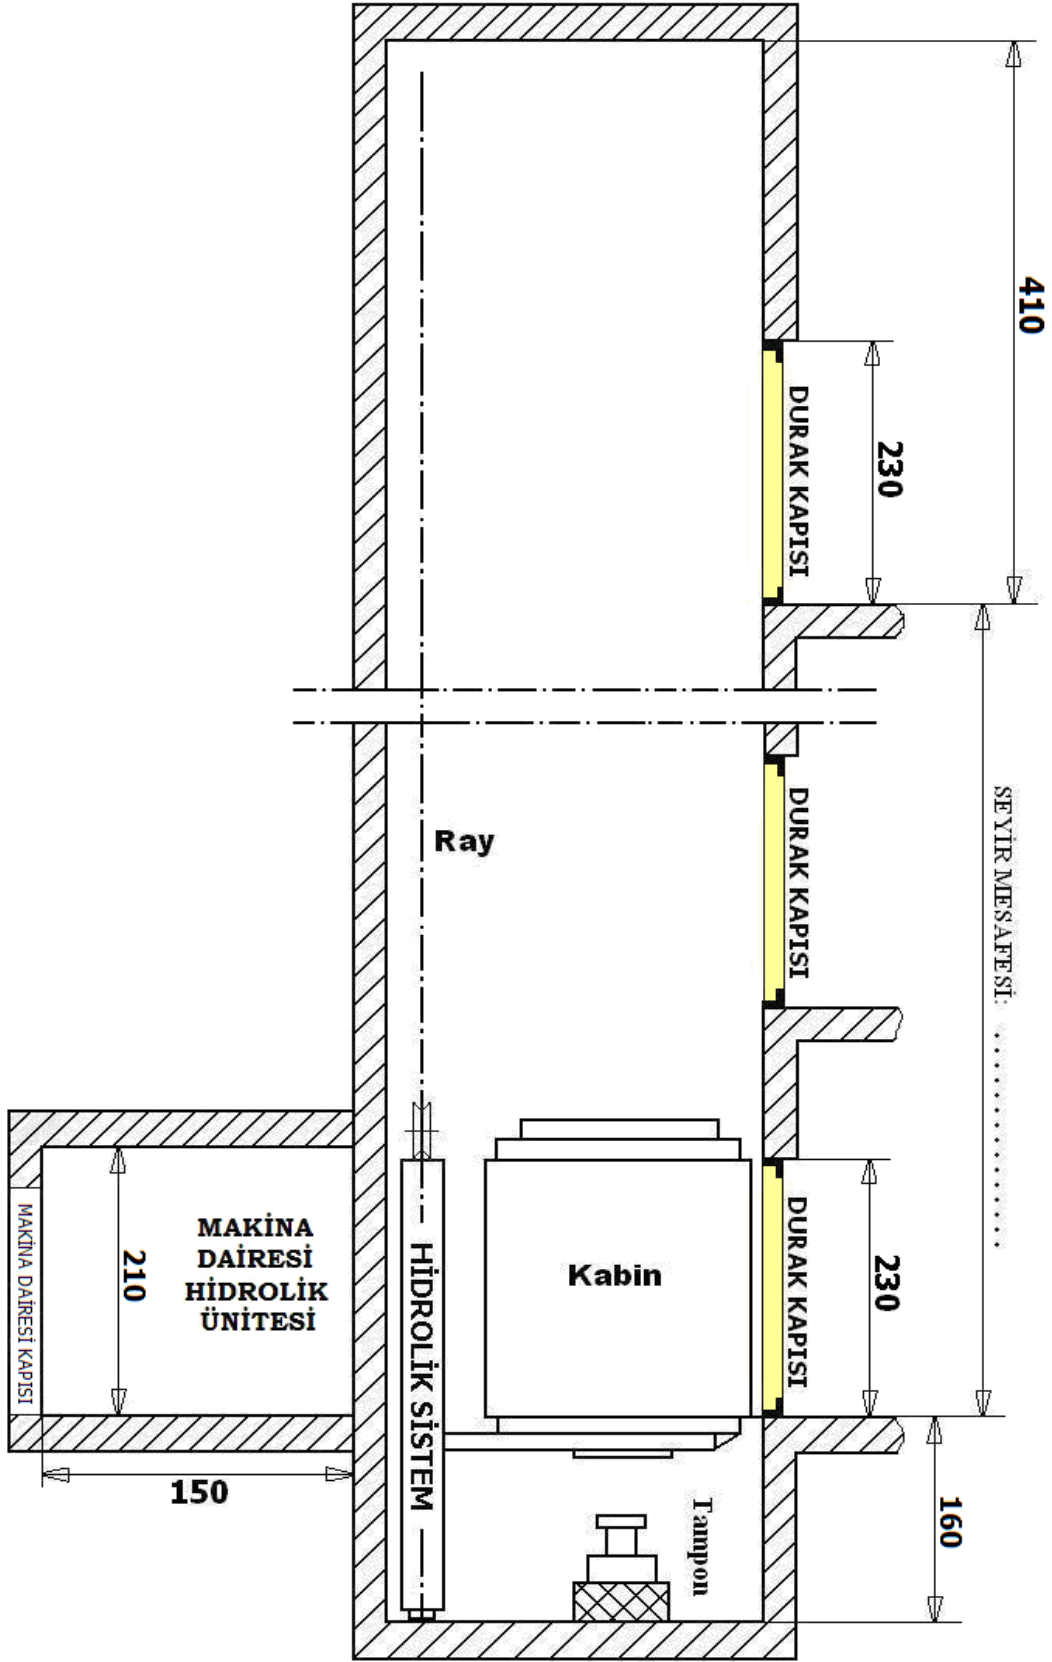 410
230
DURAK KAPISI
SEYİR MESAFESİ: . . . . . . . . . . . . . .
DURAK KAPISI
Ray
MAKİNA
DAİRESİ
HİDROLİK
ÜNİTESİ
210
MAKİNA DAİRESİ KAPISI
HİDROLİK SİSTEM
Kabin
DURAK KAPISI
230
150
Tampon
160